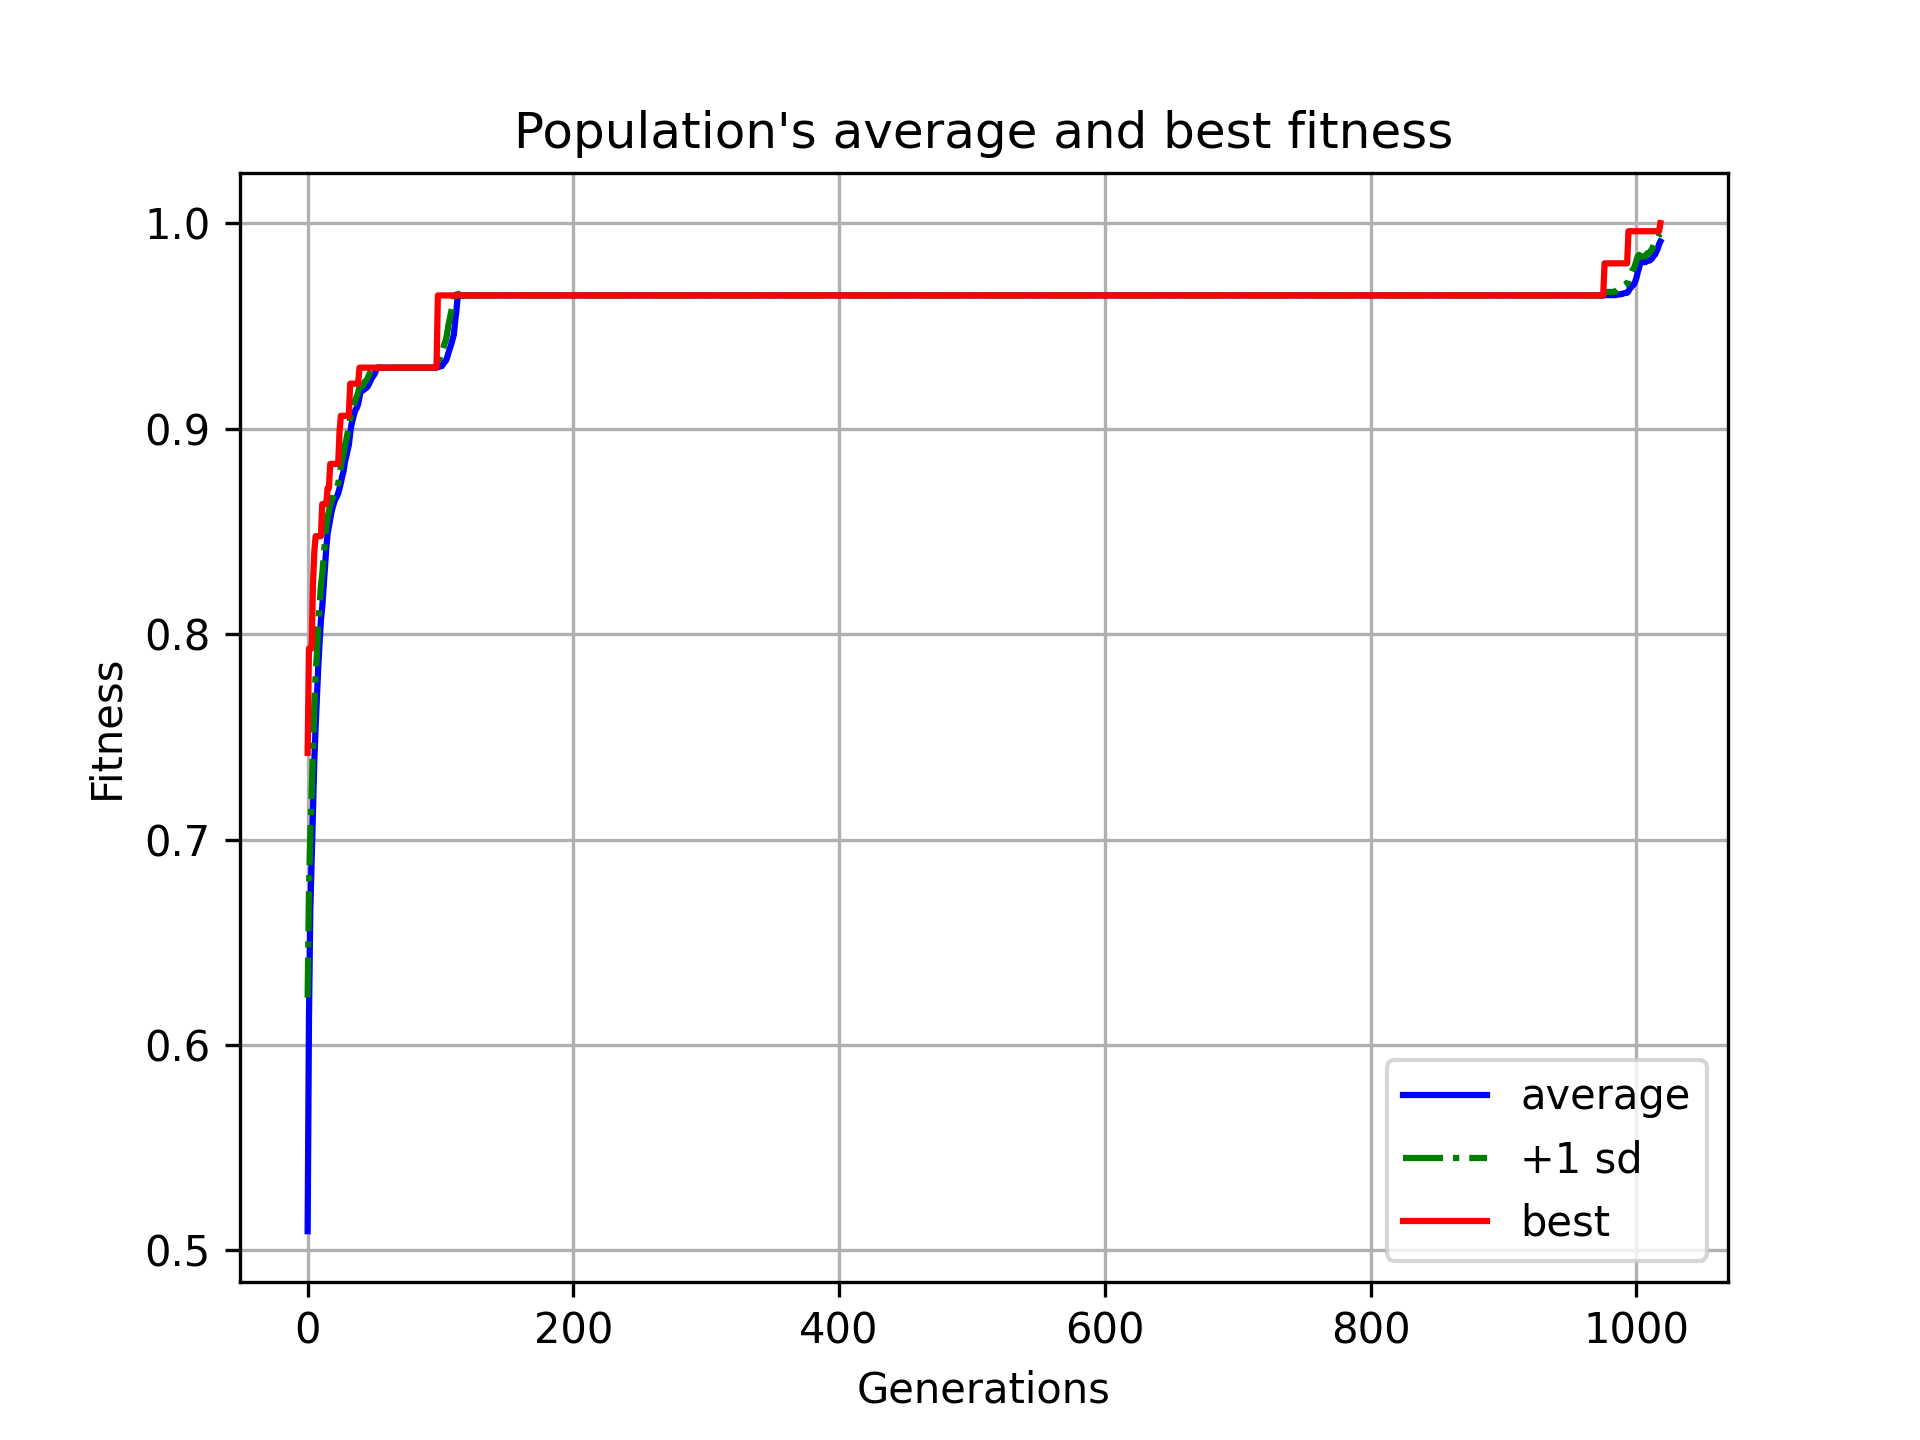 Population's average and best fitness
1.0
0.9
0.8
0.7
0.6
0.5
Fitness
0 200 400 600 800 1000
Generations
average
+1 sd
best